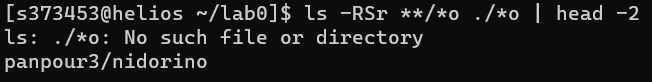 [s373453@helios ~/lab0]$ ls -RSr **/*o ./*o | head -2
ls: ./*o: No such file or directory
panpour3/nidorino